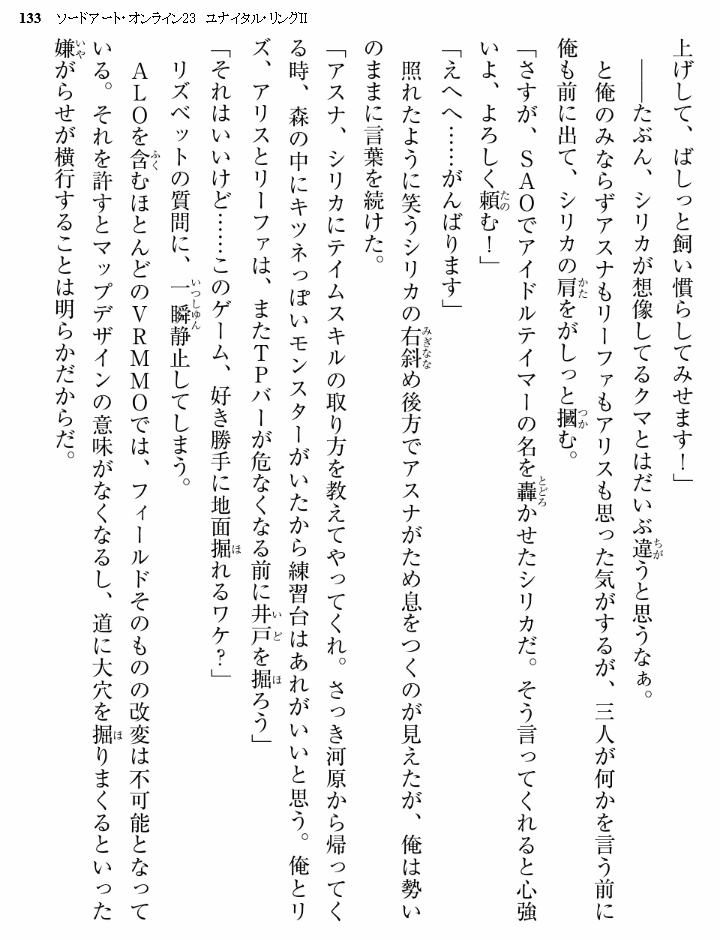 133 ソードアート・オンライン23 ユナイタル・リングII
上げして、ばしっと飼い慣らしてみせます！」
――たぶん、シリカが想像してるクマとはだいぶ違うと思うなぁ。
と俺のみならずアスナもリーファもアリスも思った気がするが、三人が何かを言う前に
俺も前に出て、シリカの肩をがしっと摑む。
「さすが、SAOでアイドルテイマーの名を轟かせたシリカだ。そう言ってくれると心強
いよ、よろしく頼む！」
「えへへ……がんばります」
照れたように笑うシリカの右斜め後方でアスナがため息をつくのが見えたが、俺は勢い
のままに言葉を続けた。
「アスナ、シリカにテイムスキルの取り方を教えてやってくれ。さっき河原から帰ってく
る時、森の中にキツネっぽいモンスターがいたから練習台はあれがいいと思う。俺とリ
ズ、アリスとリーファは、またTPバーが危なくなる前に井戸を掘ろう」
「それはいいけど……このゲーム、好き勝手に地面掘れるワケ？」
リズベットの質問に、一瞬静止してしまう。
ALOを含むほとんどのVRMMOでは、フィールドそのものの改変は不可能となって
いる。それを許すとマップデザインの意味がなくなるし、道に大穴を掘りまくるといった
嫌がらせが横行することは明らかだからだ。